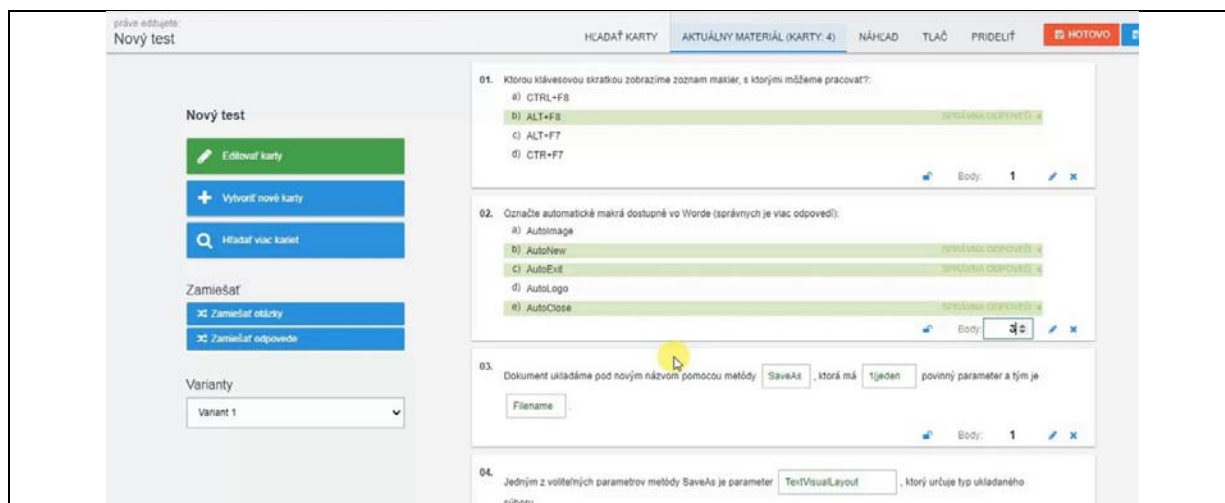 práve editujete:
Nový test
HĽADAŤ KARTY AKTUÁLNY MATERIÁL (KARTY: 4) NÁHĽAD TLAČ PRIDELIŤ HOTOVO
Nový test
Editovať karty
Vytvoriť nové karty
Hľadať viac kariet
Zamiešať
Zamiešať otázky
Zamiešať odpovede
Varianty
Variant 1
01. Ktorou klávesovou skratkou zobrazíme zoznam makier, s ktorými môžeme pracovať?:
a) CTRL+F8
b) ALT+F8 SPRÁVNA ODPOVEĎ
c) ALT+F7
d) CTR+F7
Body: 1
02. Označte automatické makrá dostupné vo Worde (správnych je viac odpovedí):
a) AutoImage
b) AutoNew SPRÁVNA ODPOVEĎ
c) AutoExit SPRÁVNA ODPOVEĎ
d) AutoLogo
e) AutoClose SPRÁVNA ODPOVEĎ
Body: 3
03. Dokument ukladáme pod novým názvom pomocou metódy SaveAs , ktorá má 1|jeden povinný parameter a tým je
Filename .
Body: 1
04. Jedným z voliteľných parametrov metódy SaveAs je parameter TextVisualLayout , ktorý určuje typ ukladaného
súboru